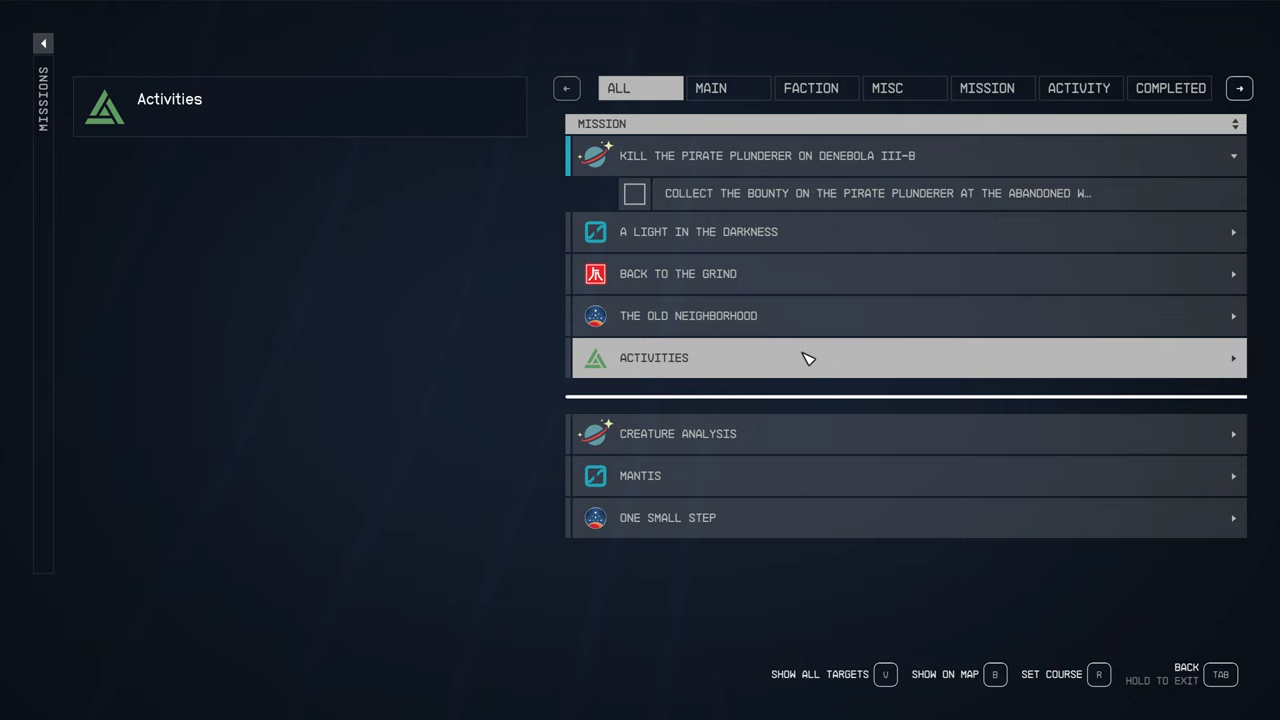 MISSIONS
Activities
ALL MAIN FACTION MISC MISSION ACTIVITY COMPLETED
MISSION
KILL THE PIRATE PLUNDERER ON DENEBOLA III-B
COLLECT THE BOUNTY ON THE PIRATE PLUNDERER AT THE ABANDONED W...
A LIGHT IN THE DARKNESS
BACK TO THE GRIND
THE OLD NEIGHBORHOOD
ACTIVITIES
CREATURE ANALYSIS
MANTIS
ONE SMALL STEP
SHOW ALL TARGETS V SHOW ON MAP B SET COURSE R BACK TAB
HOLD TO EXIT